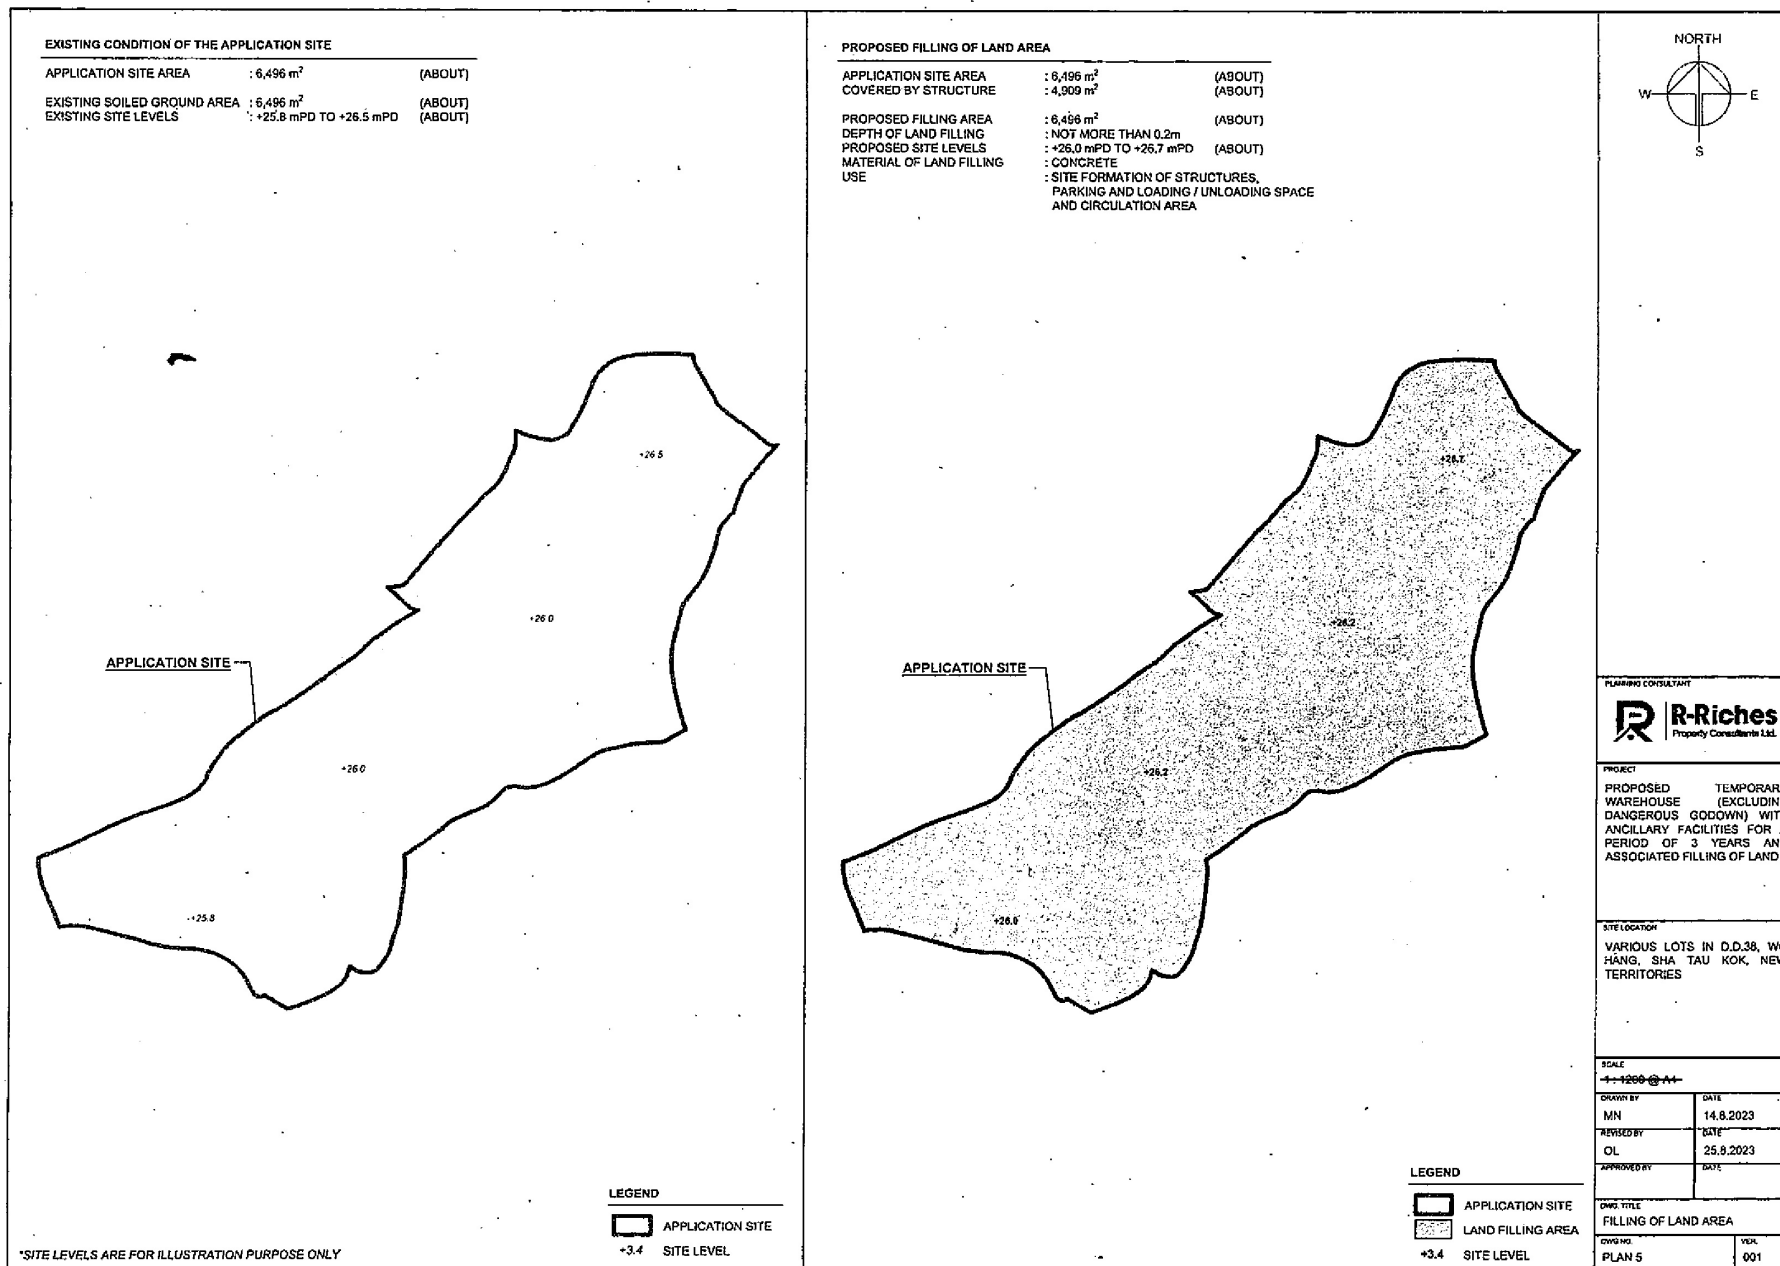 EXISTING CONDITION OF THE APPLICATION SITE
APPLICATION SITE AREA : 6,496 m² (ABOUT)
EXISTING SOILED GROUND AREA : 6,496 m² (ABOUT)
EXISTING SITE LEVELS : +25.8 mPD TO +26.5 mPD (ABOUT)
+26.5
+26.0
APPLICATION SITE
+26.0
+25.8
LEGEND
APPLICATION SITE
+3.4 SITE LEVEL
*SITE LEVELS ARE FOR ILLUSTRATION PURPOSE ONLY
PROPOSED FILLING OF LAND AREA
APPLICATION SITE AREA : 6,496 m² (ABOUT)
COVERED BY STRUCTURE : 4,909 m² (ABOUT)
PROPOSED FILLING AREA : 6,496 m² (ABOUT)
DEPTH OF LAND FILLING : NOT MORE THAN 0.2m
PROPOSED SITE LEVELS : +26.0 mPD TO +26.7 mPD (ABOUT)
MATERIAL OF LAND FILLING : CONCRETE
USE : SITE FORMATION OF STRUCTURES,
PARKING AND LOADING / UNLOADING SPACE
AND CIRCULATION AREA
+26.7
+26.2
APPLICATION SITE
+26.2
+26.0
LEGEND
APPLICATION SITE
LAND FILLING AREA
+3.4 SITE LEVEL
NORTH
W E
S
PLANNING CONSULTANT
R-Riches
Property Consultants Ltd.
PROJECT
PROPOSED TEMPORAR
WAREHOUSE (EXCLUDIN
DANGEROUS GODOWN) WIT
ANCILLARY FACILITIES FOR
PERIOD OF 3 YEARS AN
ASSOCIATED FILLING OF LAND
SITE LOCATION
VARIOUS LOTS IN D.D.38, W
HANG, SHA TAU KOK, NEW
TERRITORIES
SCALE
1 : 1200 @ A4
DRAWN BY DATE
MN 14.8.2023
REVISED BY DATE
OL 25.8.2023
APPROVED BY DATE
DWG. TITLE
FILLING OF LAND AREA
DWG NO. VER.
PLAN 5 001